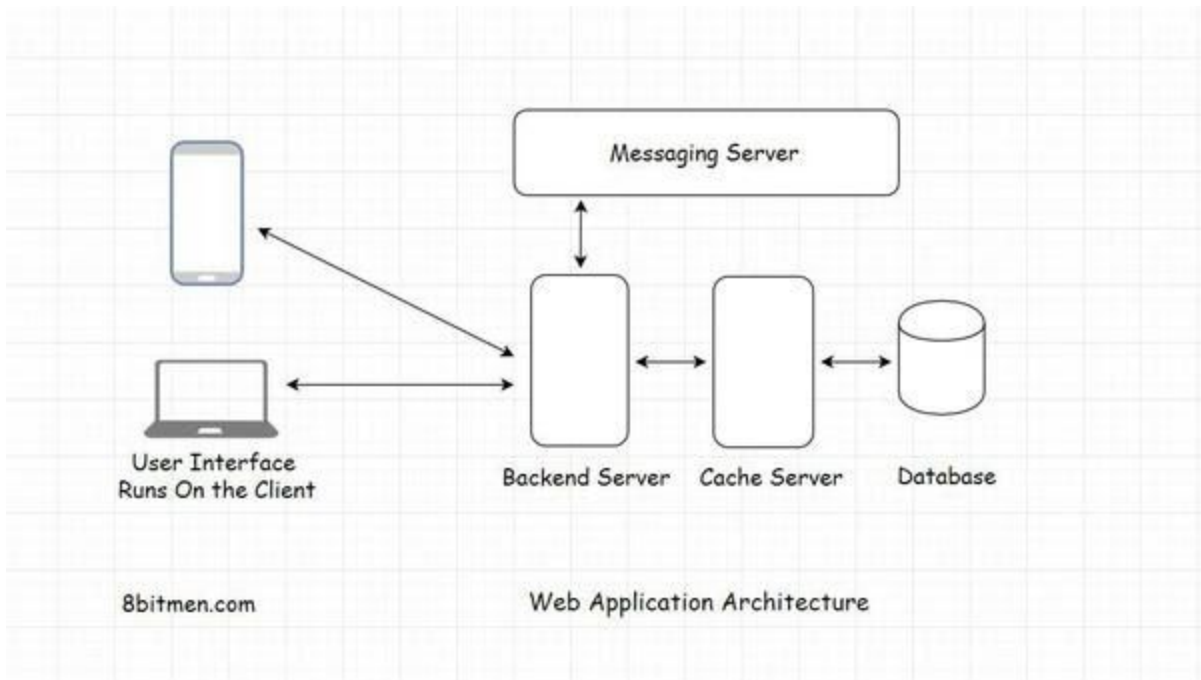 Messaging Server
User Interface
Runs On the Client
Backend Server
Cache Server
Database
8bitmen.com
Web Application Architecture